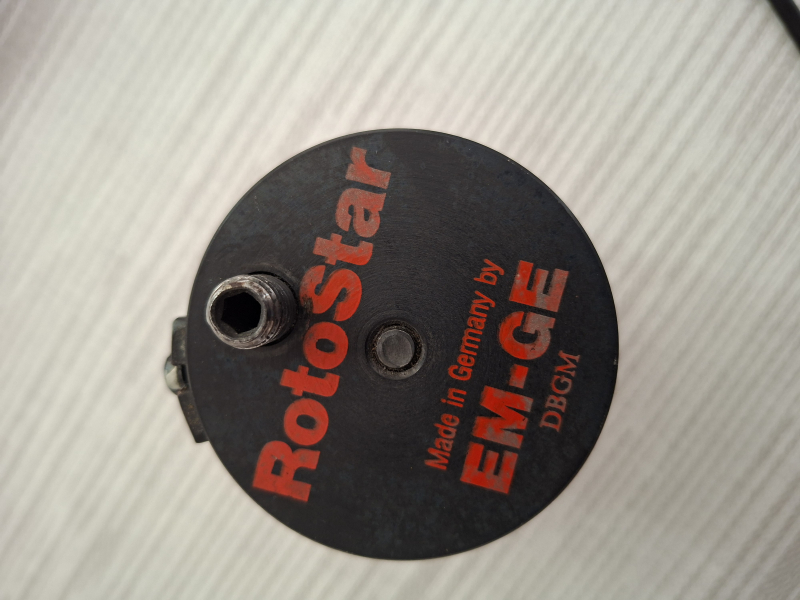 RotoStar
Made in Germany by
EM-GE
DBGM